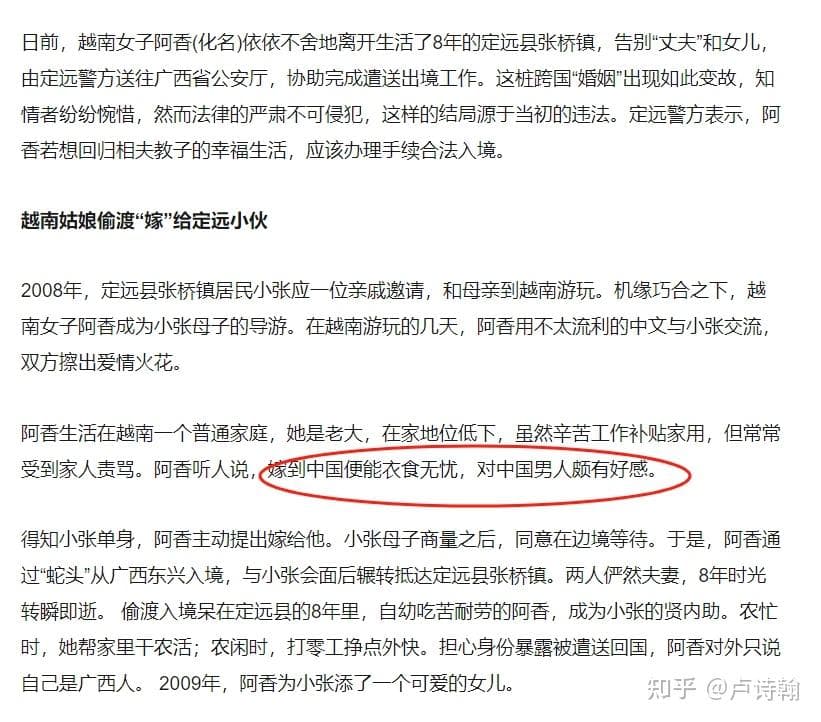 日前，越南女子阿香(化名)依依不舍地离开生活了8年的定远县张桥镇，告别“丈夫”和女儿，
由定远警方送往广西省公安厅，协助完成遣送出境工作。这桩跨国“婚姻”出现如此变故，知
情者纷纷惋惜，然而法律的严肃不可侵犯，这样的结局源于当初的违法。定远警方表示，阿
香若想回归相夫教子的幸福生活，应该办理手续合法入境。
越南姑娘偷渡“嫁”给定远小伙
2008年，定远县张桥镇居民小张应一位亲戚邀请，和母亲到越南游玩。机缘巧合之下，越
南女子阿香成为小张母子的导游。在越南游玩的几天，阿香用不太流利的中文与小张交流，
双方擦出爱情火花。
阿香生活在越南一个普通家庭，她是老大，在家地位低下，虽然辛苦工作补贴家用，但常常
受到家人责骂。阿香听人说，嫁到中国便能衣食无忧，对中国男人颇有好感。
得知小张单身，阿香主动提出嫁给他。小张母子商量之后，同意在边境等待。于是，阿香通
过“蛇头”从广西东兴入境，与小张会面后辗转抵达定远县张桥镇。两人俨然夫妻，8年时光
转瞬即逝。 偷渡入境呆在定远县的8年里，自幼吃苦耐劳的阿香，成为小张的贤内助。农忙
时，她帮家里干农活；农闲时，打零工挣点外快。担心身份暴露被遣送回国，阿香对外只说
自己是广西人。 2009年，阿香为小张添了一个可爱的女儿。
知乎 @卢诗翰